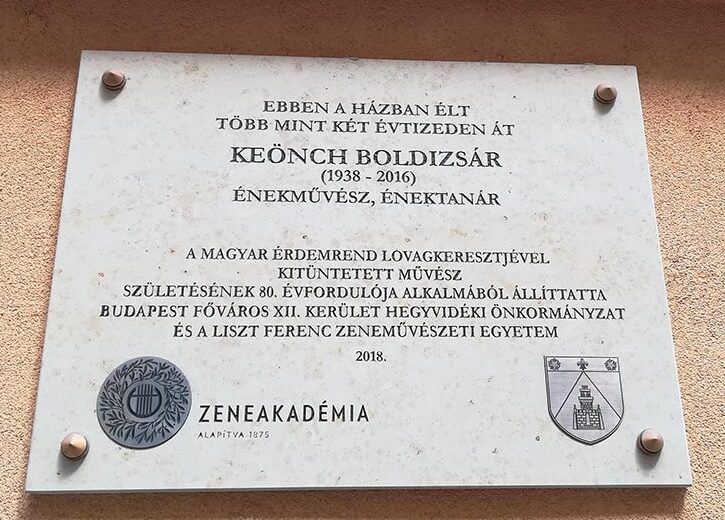 EBBEN A HÁZBAN ÉLT
TÖBB MINT KÉT ÉVTIZEDEN ÁT
KEÖNCH BOLDIZSÁR
(1938 - 2016)
ÉNEKMŰVÉSZ, ÉNEKTANÁR
A MAGYAR ÉRDEMREND LOVAGKERESZTJÉVEL
KITÜNTETETT MŰVÉSZ
SZÜLETÉSÉNEK 80. ÉVFORDULÓJA ALKALMÁBÓL ÁLLÍTTATTA
BUDAPEST FŐVÁROS XII. KERÜLET HEGYVIDÉKI ÖNKORMÁNYZAT
ÉS A LISZT FERENC ZENEMŰVÉSZETI EGYETEM
2018.
ZENEAKADÉMIA
ALAPÍTVA 1875